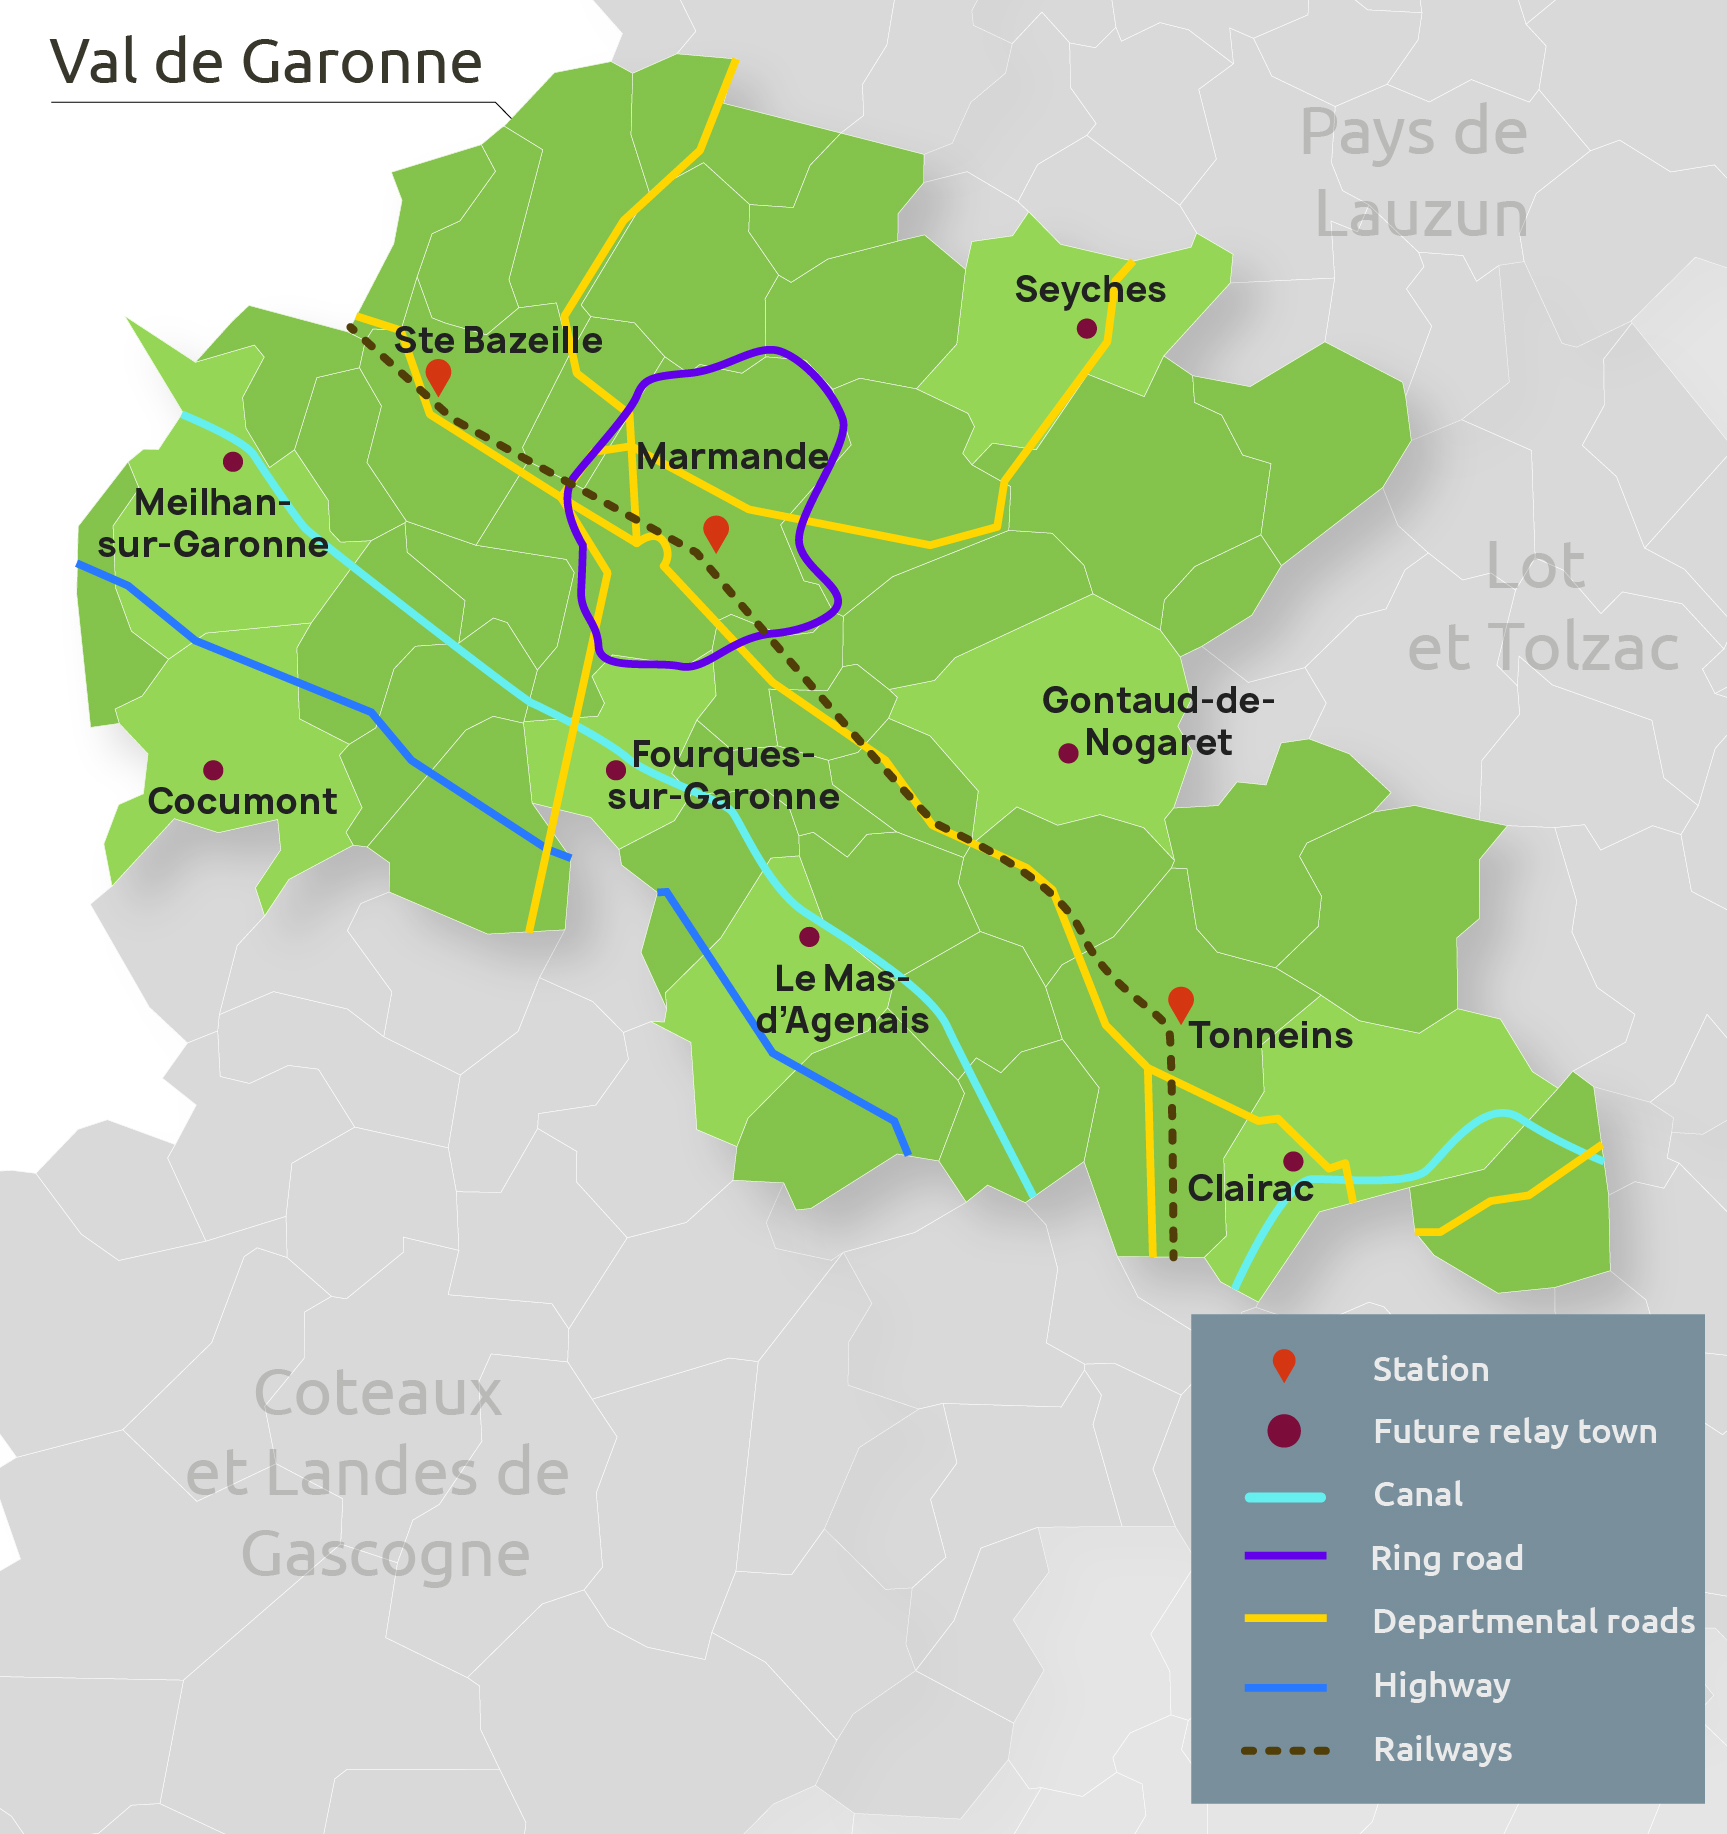 Val de Garonne
Pays de
Lauzun
Seyches
Ste Bazeille
Marmande
Meilhan-
sur-Garonne
Lot
et Tolzac
Gontaud-de-
Nogaret
Fourques-
sur-Garonne
Cocumont
Le Mas-
d’Agenais
Tonneins
Clairac
Coteaux
et Landes de
Gascogne
Station
Future relay town
Canal
Ring road
Departmental roads
Highway
Railways